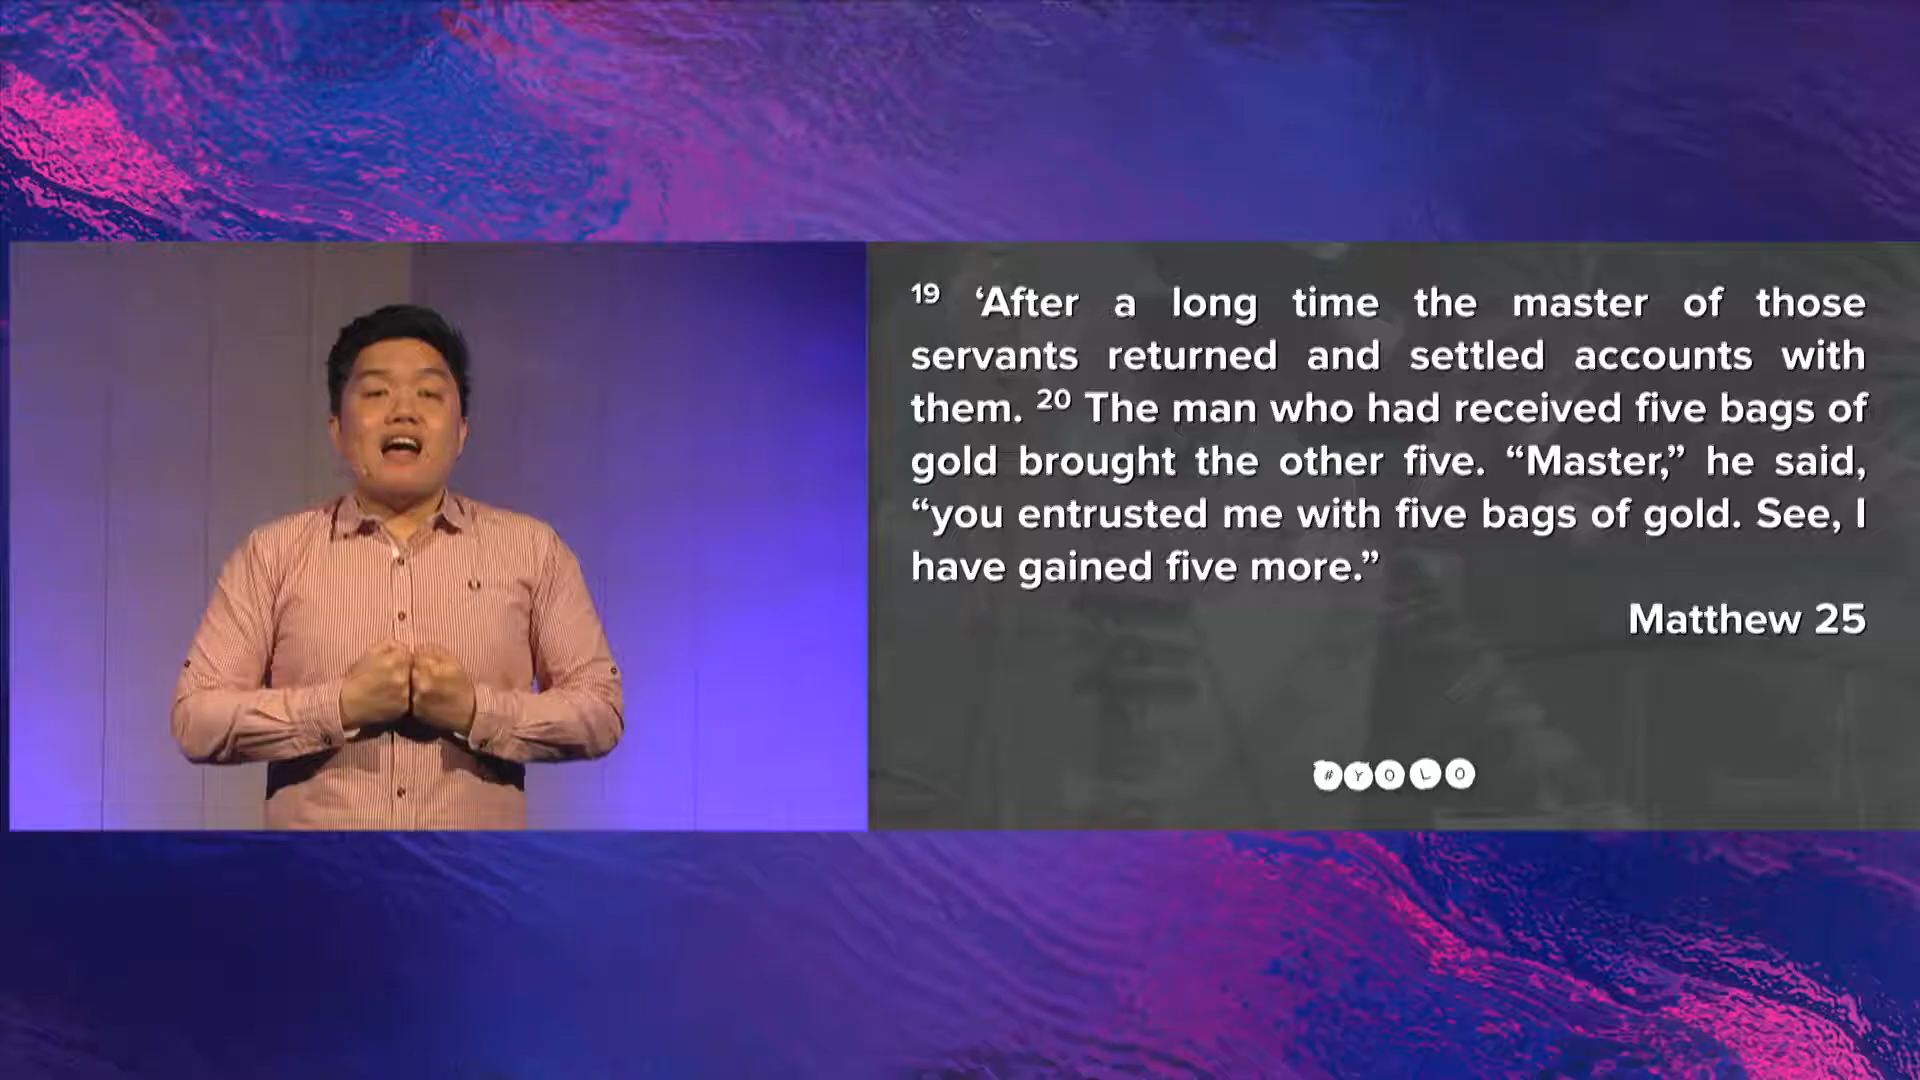 19 ‘After a long time the master of those
servants returned and settled accounts with
them. 20 The man who had received five bags of
gold brought the other five. “Master,” he said,
“you entrusted me with five bags of gold. See, I
have gained five more.”
Matthew 25
#YOLO